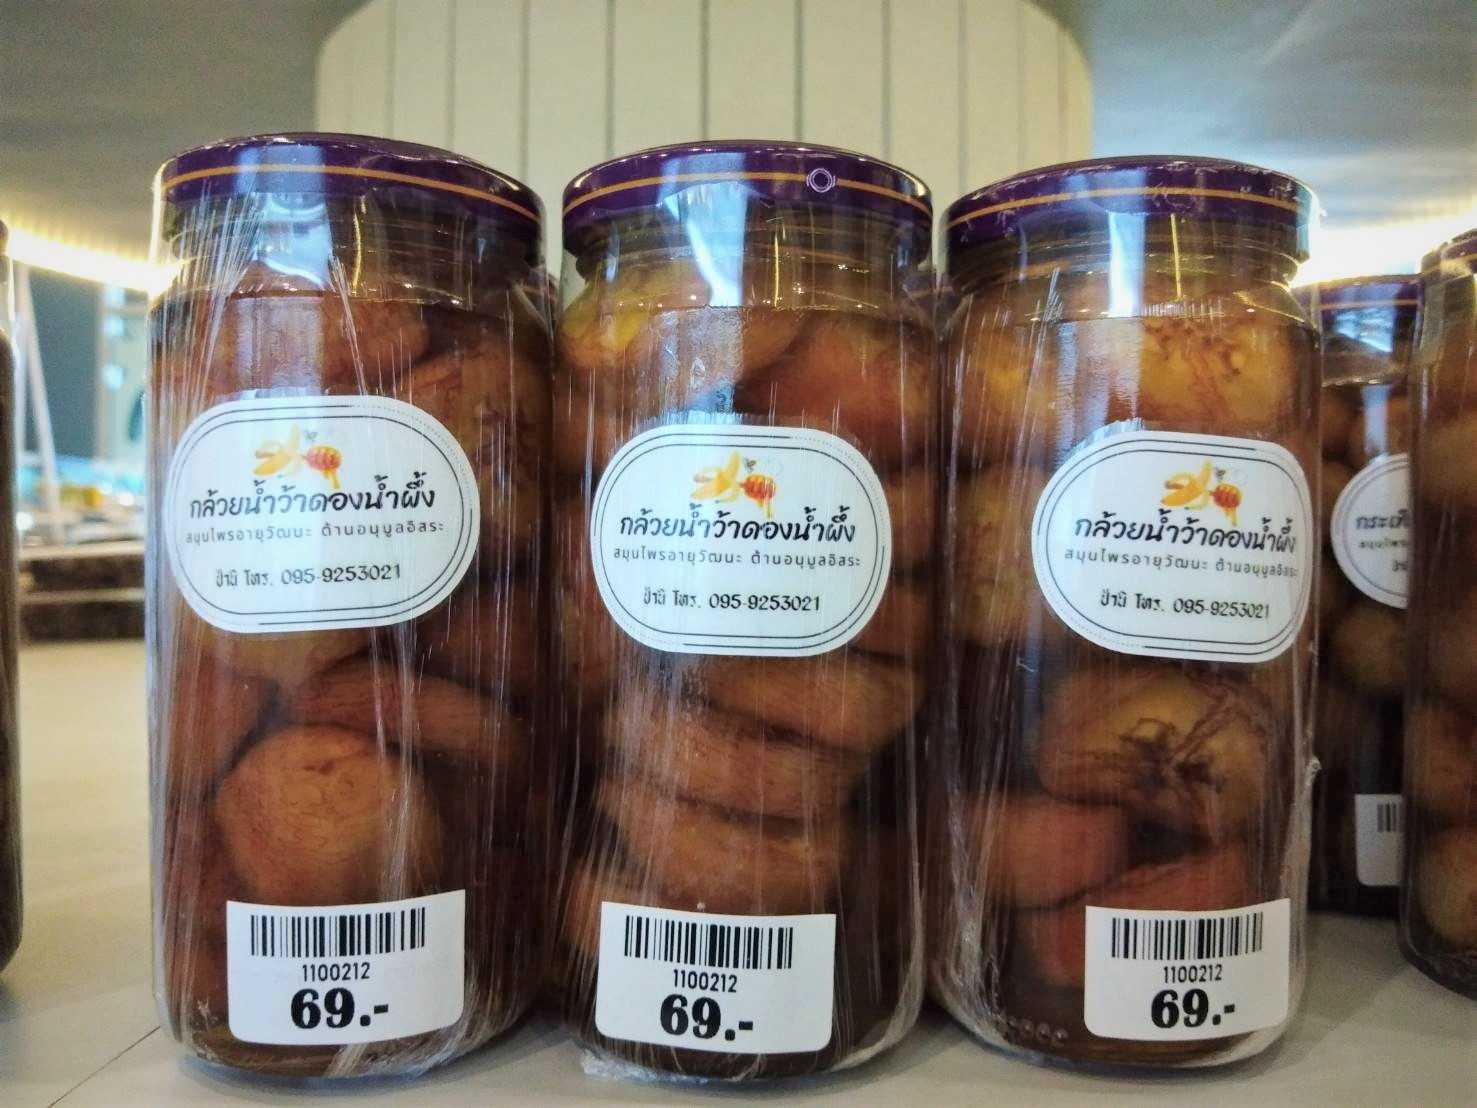 กล้วยน้ำว้าดองน้ำผึ้ง
สมุนไพรอายุวัฒนะ ต้านอนุมูลอิสระ
ป้านิ โทร. 095-9253021
1100212
69.-
กล้วยน้ำว้าดองน้ำผึ้ง
สมุนไพรอายุวัฒนะ ต้านอนุมูลอิสระ
ป้านิ โทร. 095-9253021
1100212
69.-
กล้วยน้ำว้าดองน้ำผึ้ง
สมุนไพรอายุวัฒนะ ต้านอนุมูลอิสระ
ป้านิ โทร. 095-9253021
1100212
69.-